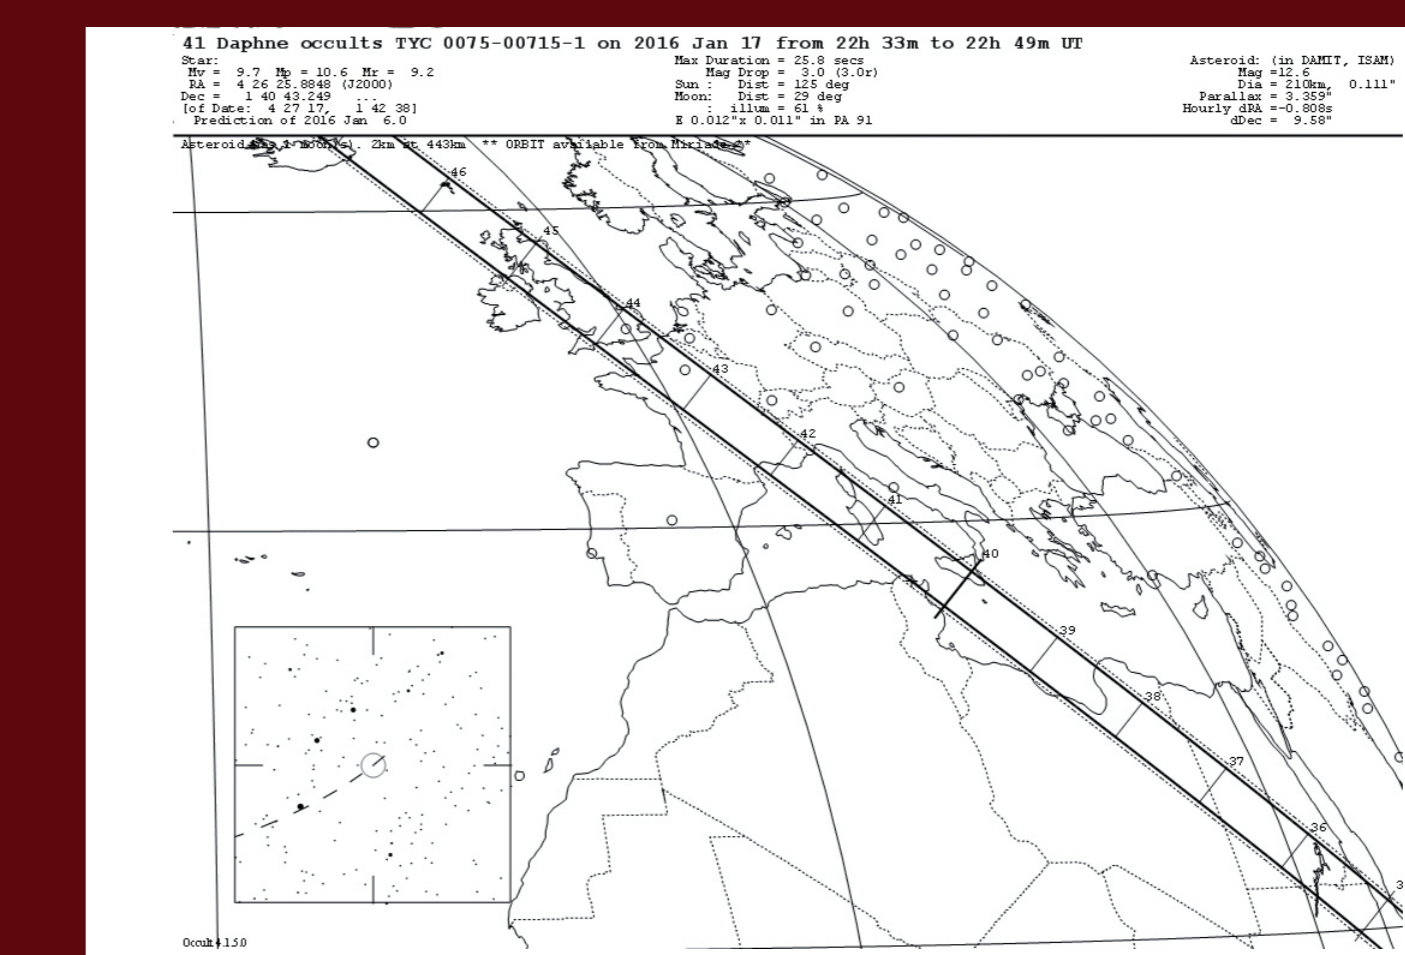 41 Daphne occults TYC 0075-00715-1 on 2016 Jan 17 from 22h 33m to 22h 49m UT
Star:
Mv = 9.7 Mp = 10.6 Mr = 9.2
RA = 4 26 25.8848 (J2000)
Dec = 1 40 43.249 ...
[of Date: 4 27 17, 1 42 38]
Prediction of 2016 Jan 6.0
Max Duration = 25.8 secs
Mag Drop = 3.0 (3.0r)
Sun : Dist = 125 deg
Moon: Dist = 29 deg
: illum = 61 %
E 0.012"x 0.011" in PA 91
Asteroid: (in DAMIT, ISAM)
Mag =12.6
Dia = 210km, 0.111"
Parallax = 3.359"
Hourly dRA =-0.808s
dDec = 9.58"
Asteroid has 1 moon(s). 2km at 443km ** ORBIT available from Miriade **
46
45
44
43
42
41
40
39
38
37
36
3
Occult 4.1.5.0